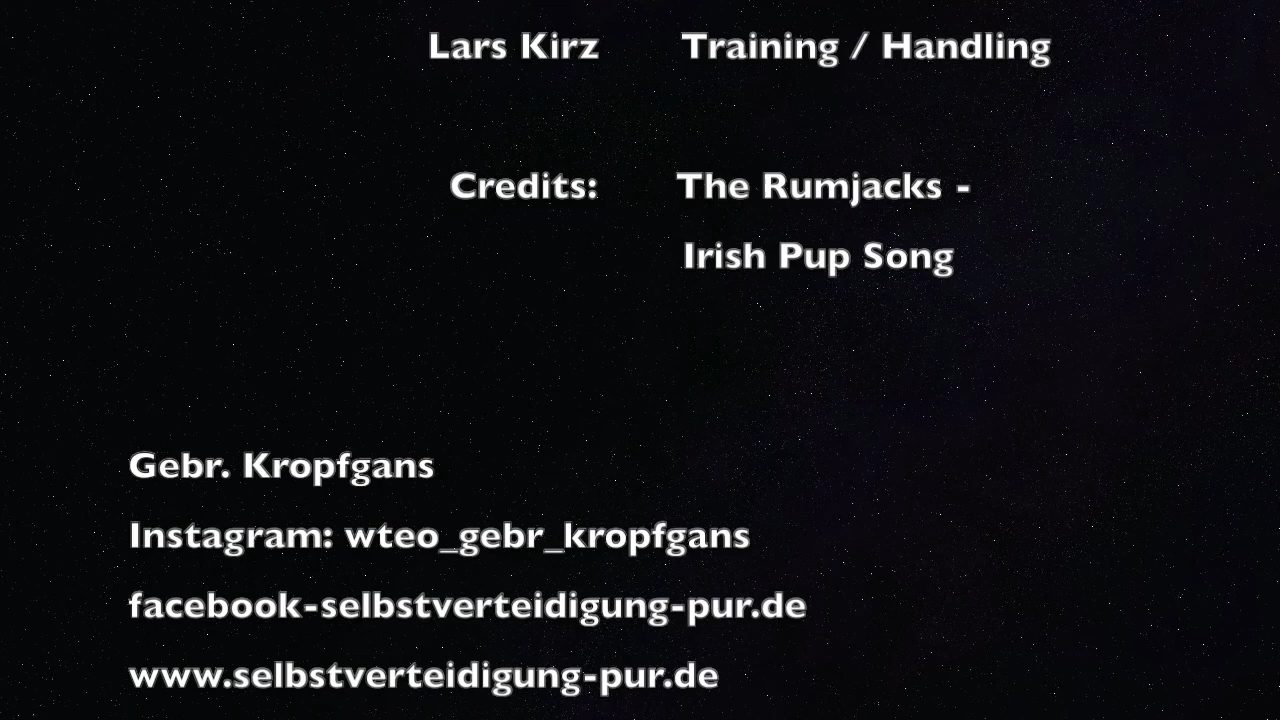 Lars Kirz Training / Handling
Credits: The Rumjacks -
Irish Pup Song
Gebr. Kropfgans
Instagram: wteo_gebr_kropfgans
facebook-selbstverteidigung-pur.de
www.selbstverteidigung-pur.de